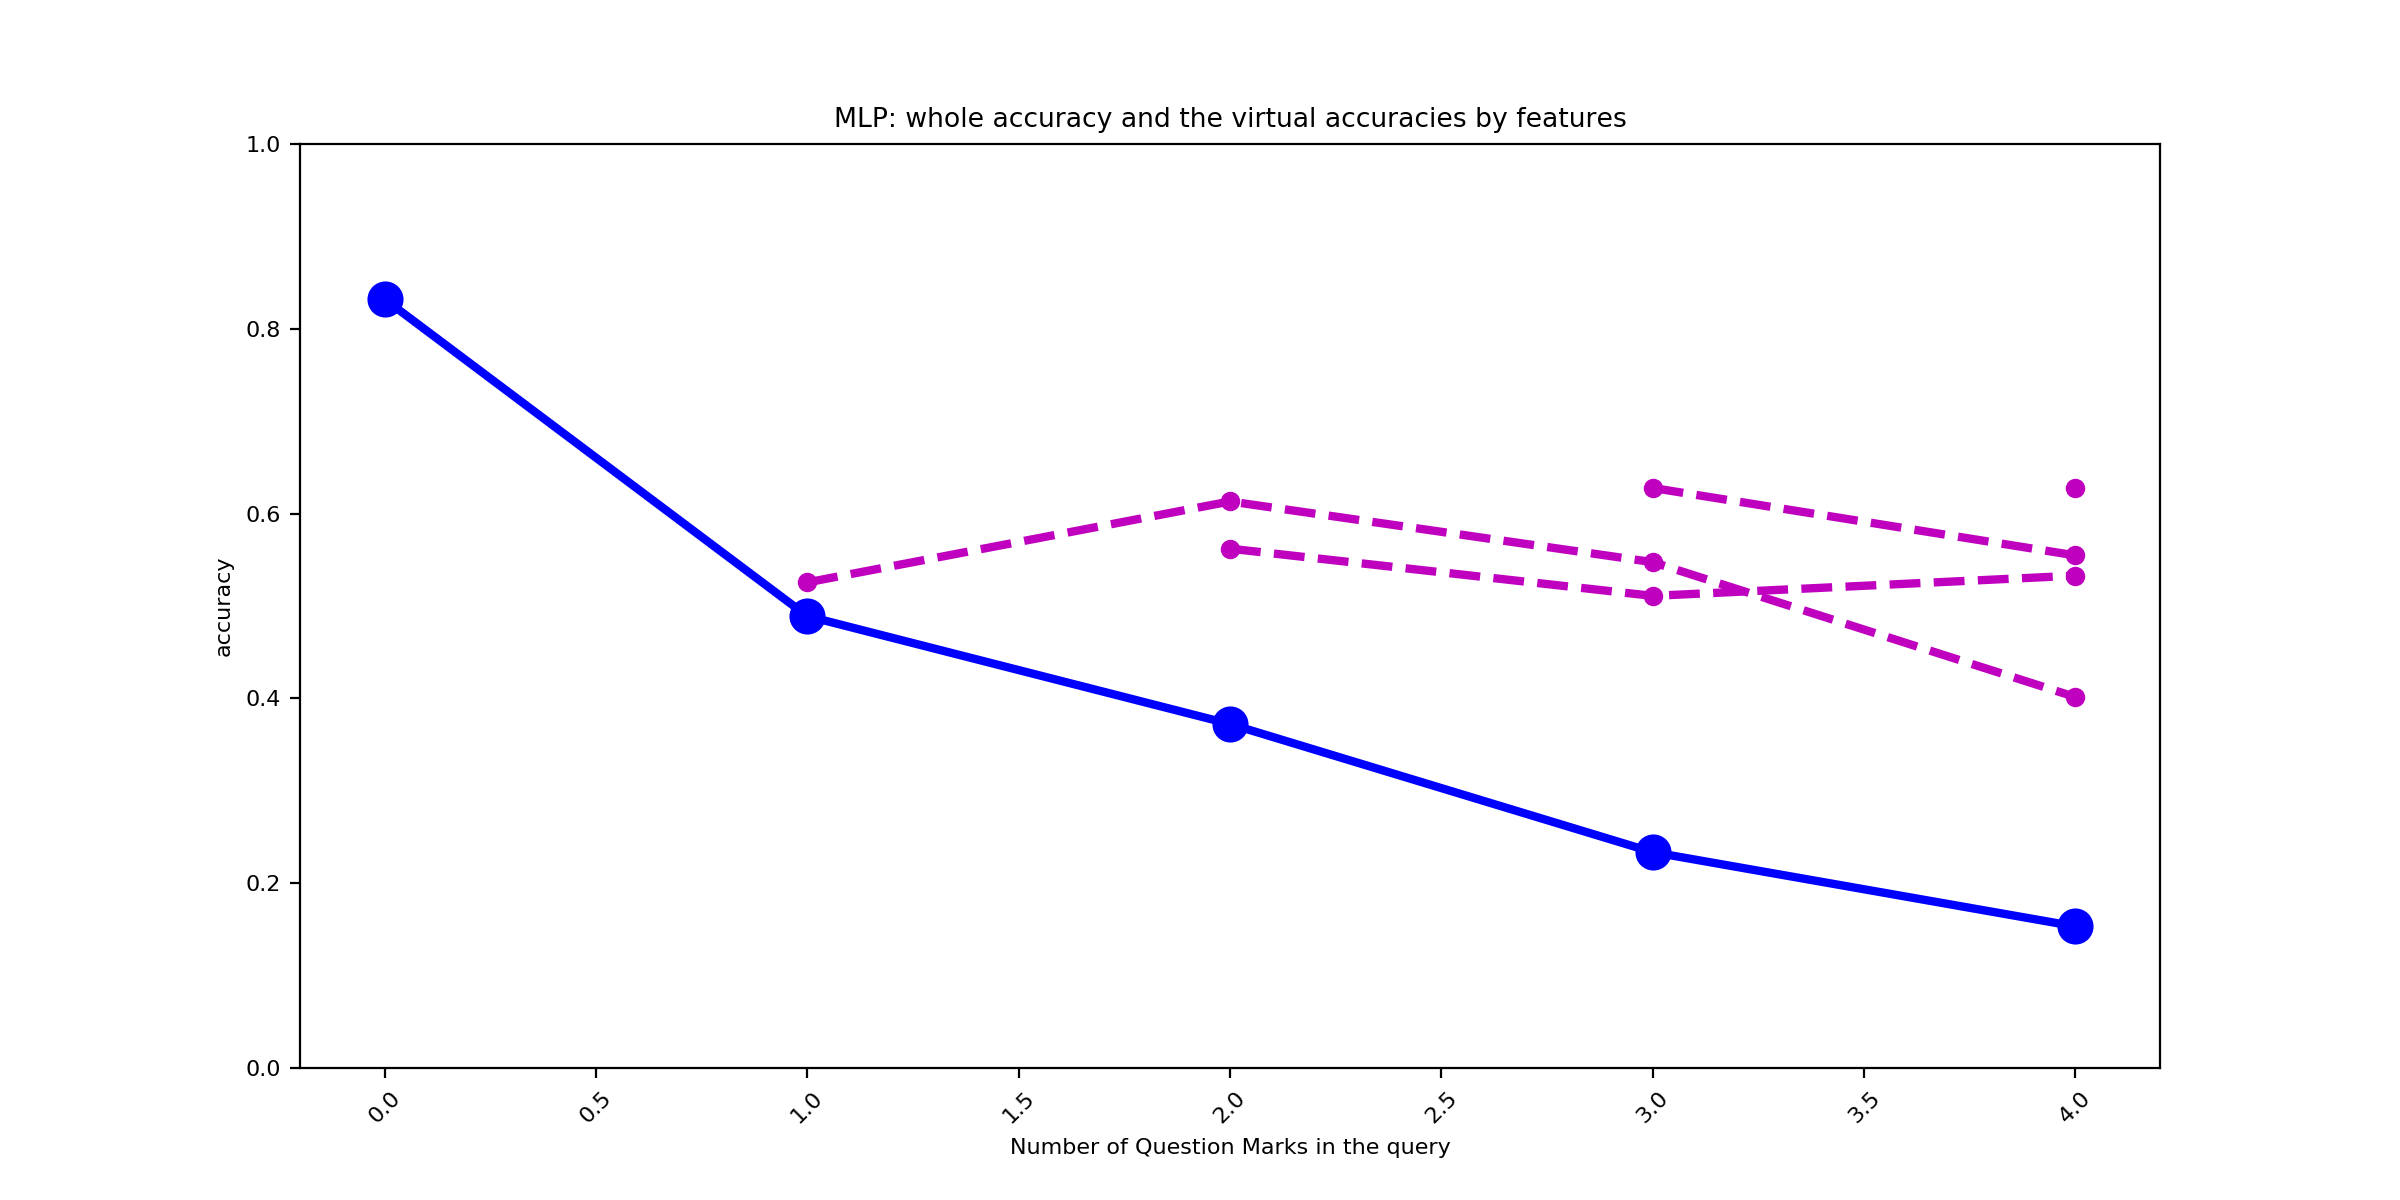 MLP: whole accuracy and the virtual accuracies by features
1.0
0.8
0.6
0.4
0.2
0.0
accuracy
0.0 0.5 1.0 1.5 2.0 2.5 3.0 3.5 4.0
Number of Question Marks in the query